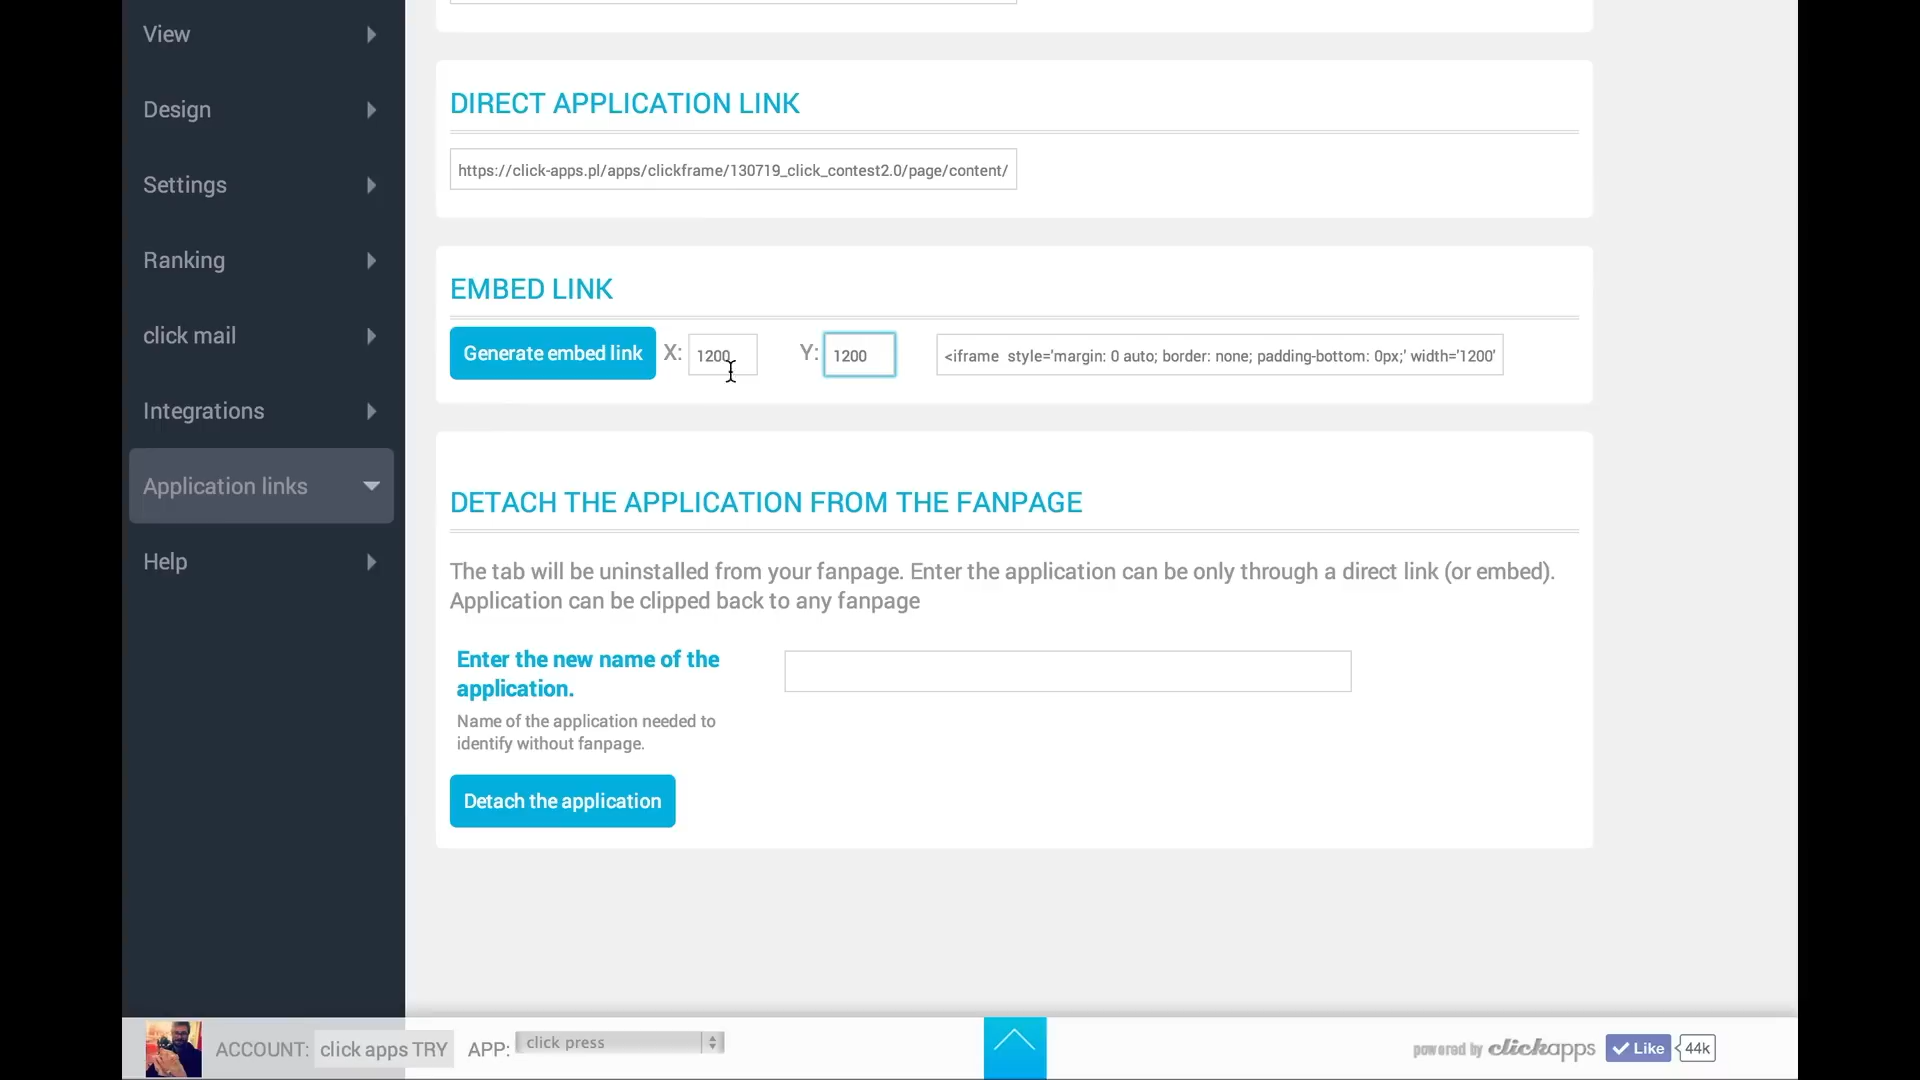 View
Design
Settings
Ranking
click mail
Integrations
Application links
Help
DIRECT APPLICATION LINK
https://click-apps.pl/apps/clickframe/130719_click_contest2.0/page/content/
EMBED LINK
Generate embed link X: 1200 Y: 1200 <iframe style='margin: 0 auto; border: none; padding-bottom: 0px;' width='1200'
DETACH THE APPLICATION FROM THE FANPAGE
The tab will be uninstalled from your fanpage. Enter the application can be only through a direct link (or embed).
Application can be clipped back to any fanpage
Enter the new name of the
application.
Name of the application needed to
identify without fanpage.
Detach the application
ACCOUNT: click apps TRY APP: click press
powered by clickapps Like 44k